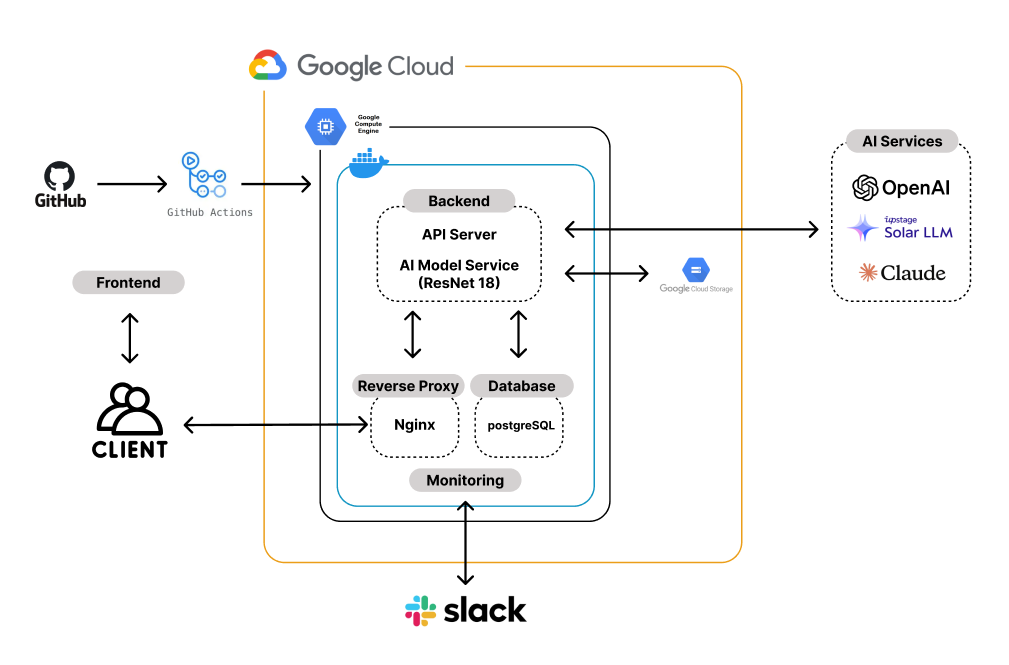 Google Cloud
Google
Compute
Engine
GitHub
GitHub Actions
Backend
API Server
AI Model Service
(ResNet 18)
AI Services
OpenAI
upstage
Solar LLM
Claude
Google Cloud Storage
Frontend
CLIENT
Reverse Proxy
Nginx
Database
postgreSQL
Monitoring
slack